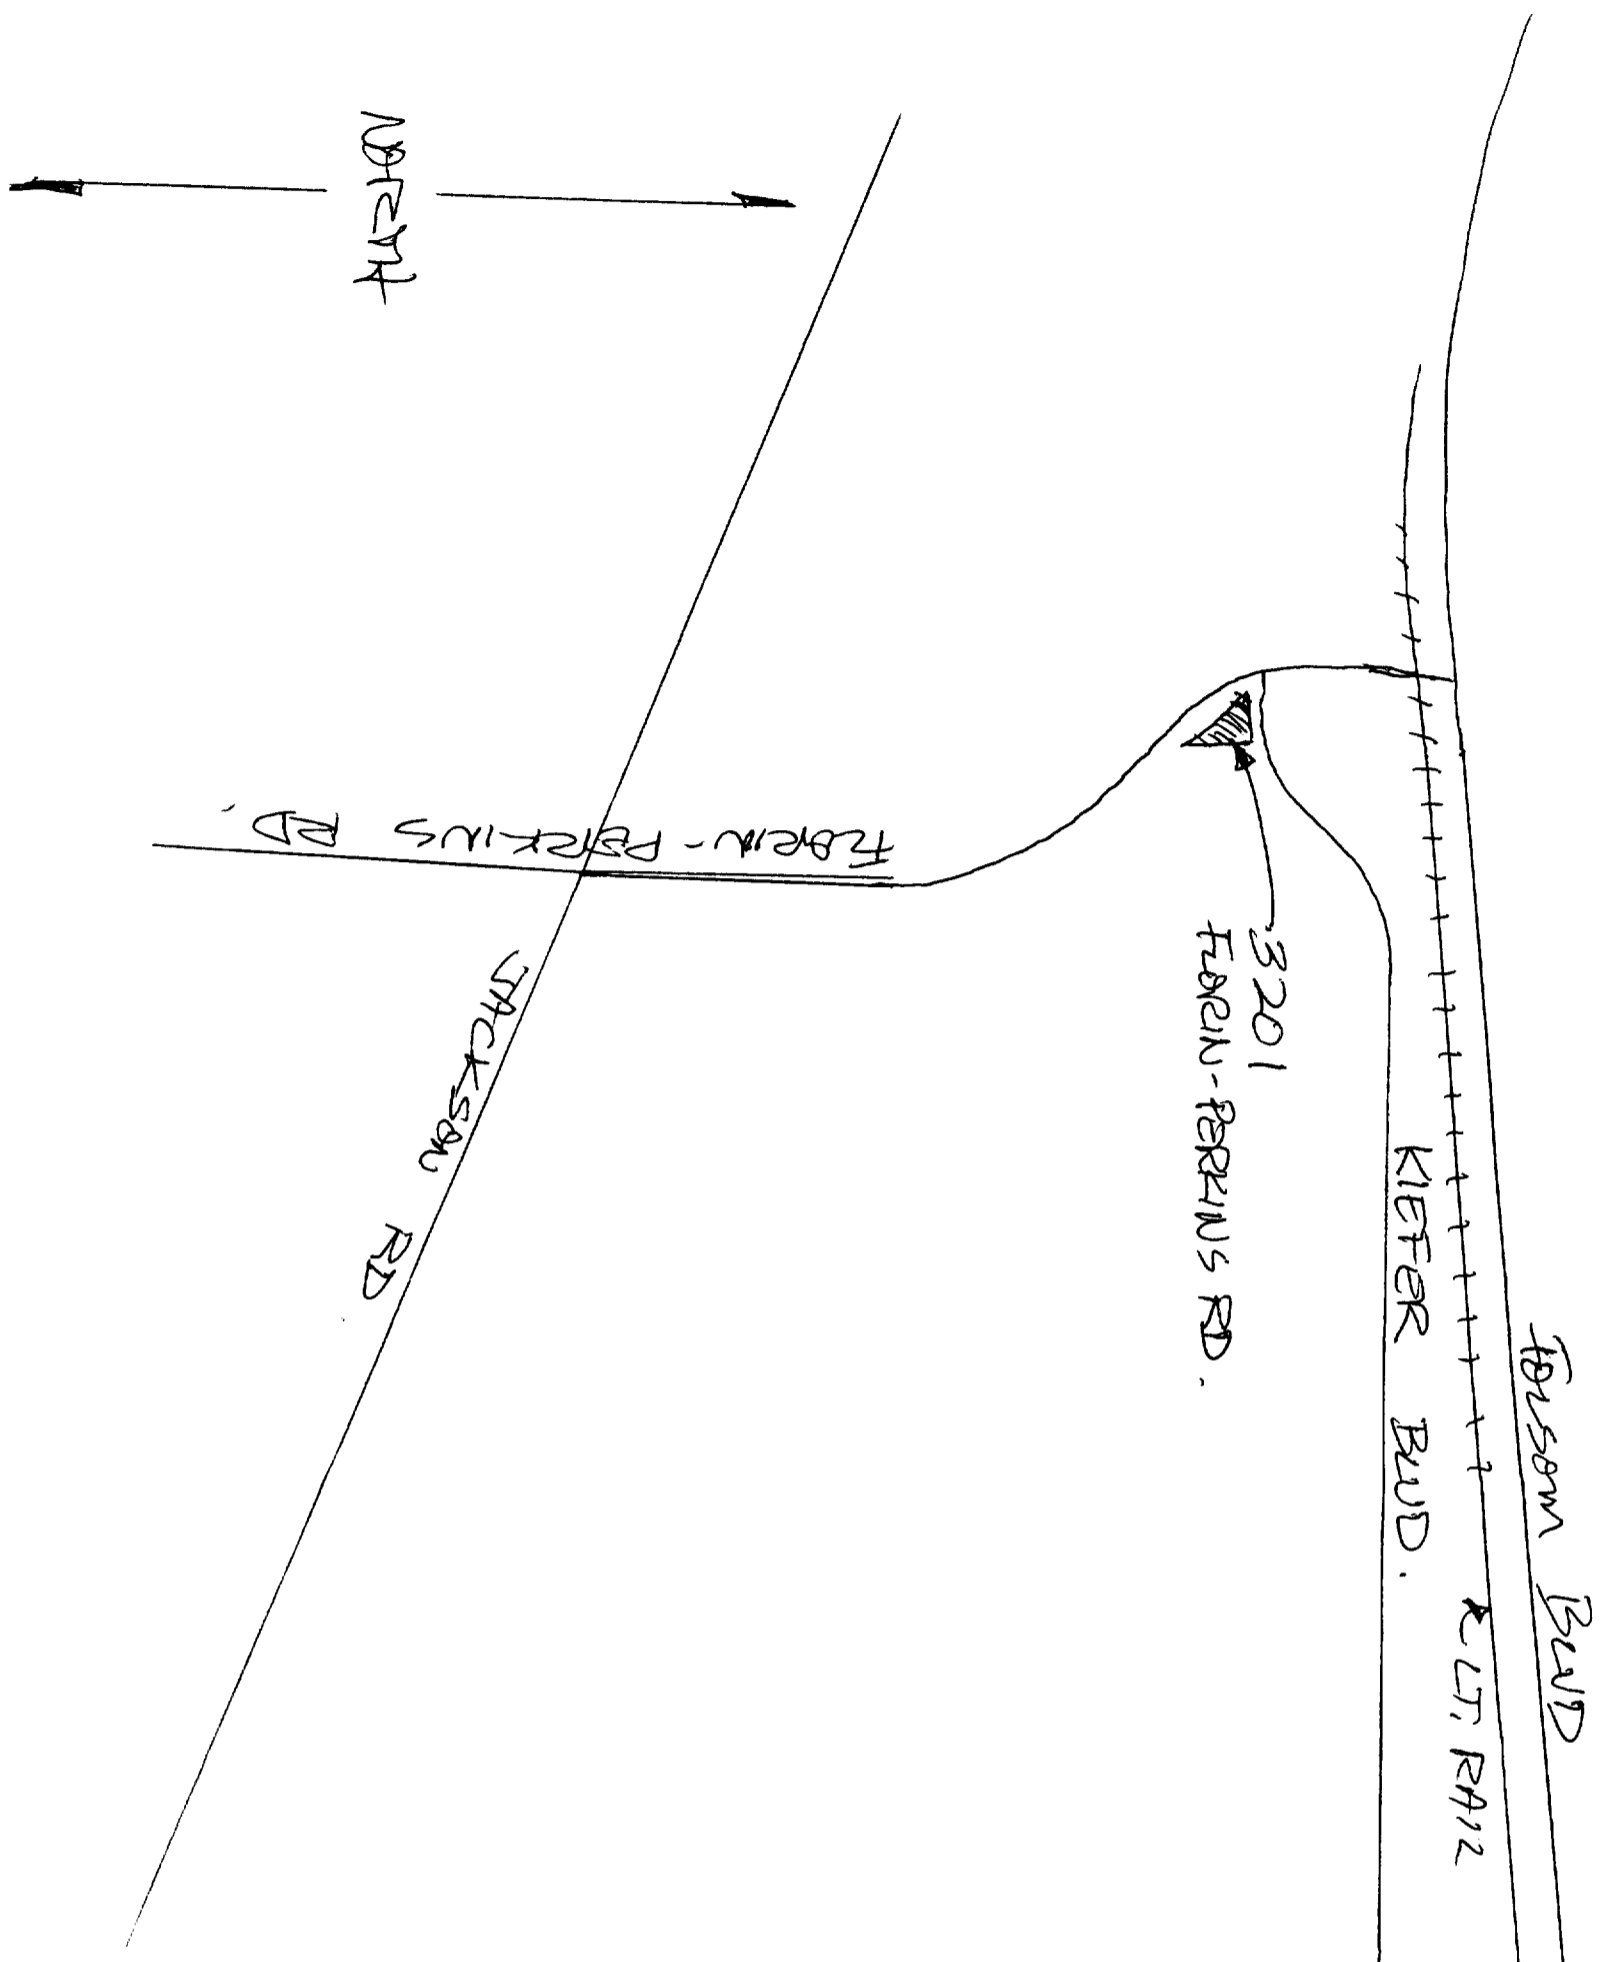 NORTH
FOLSOM BLVD
LT. RAIL
KIEFER BLVD.
3201
FLORIN-PERKINS RD.
FLORIN-PERKINS RD.
JACKSON RD